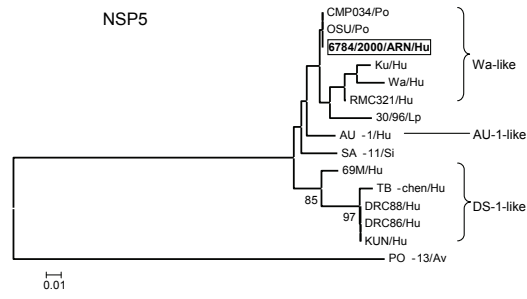 NSP5
CMP034/Po
OSU/Po
6784/2000/ARN/Hu
Ku/Hu
Wa/Hu
RMC321/Hu
Wa-like
30/96/Lp
AU -1/Hu
AU-1-like
SA -11/Si
69M/Hu
85
TB -chen/Hu
DRC88/Hu
97
DRC86/Hu
KUN/Hu
DS-1-like
PO -13/Av
0.01